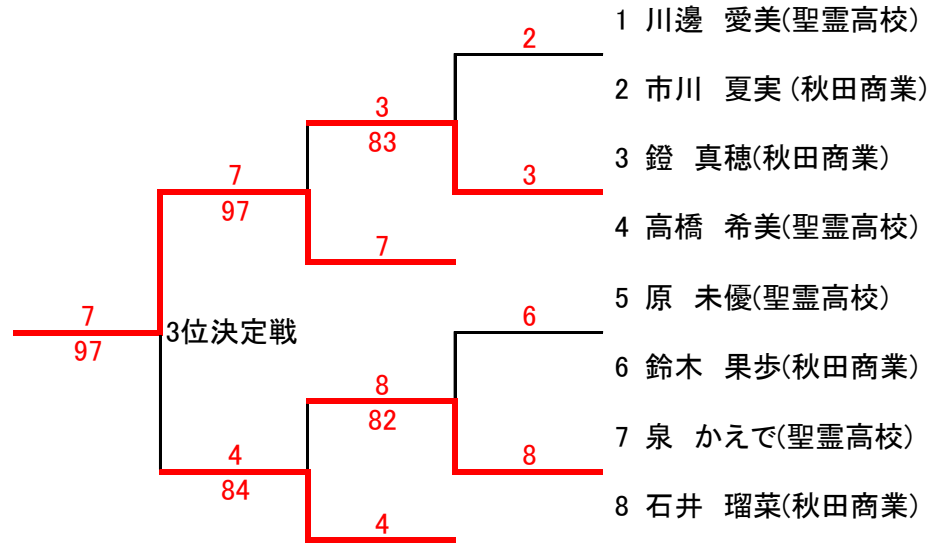 1 川邊 愛美(聖霊高校)
2
2 市川 夏実 (秋田商業)
3
83
3 鐙 真穂(秋田商業)
3
7
97
4 高橋 希美(聖霊高校)
7
5 原 未優(聖霊高校)
7
97
3位決定戦
6
6 鈴木 果歩(秋田商業)
8
82
7 泉 かえで(聖霊高校)
8
4
84
8 石井 瑠菜(秋田商業)
4